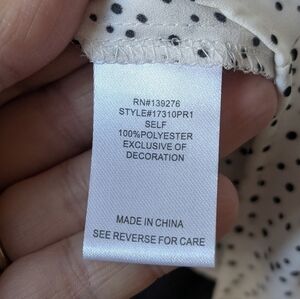 RN#139276
STYLE#17310PR1
SELF
100%POLYESTER
EXCLUSIVE OF
DECORATION
MADE IN CHINA
SEE REVERSE FOR CARE